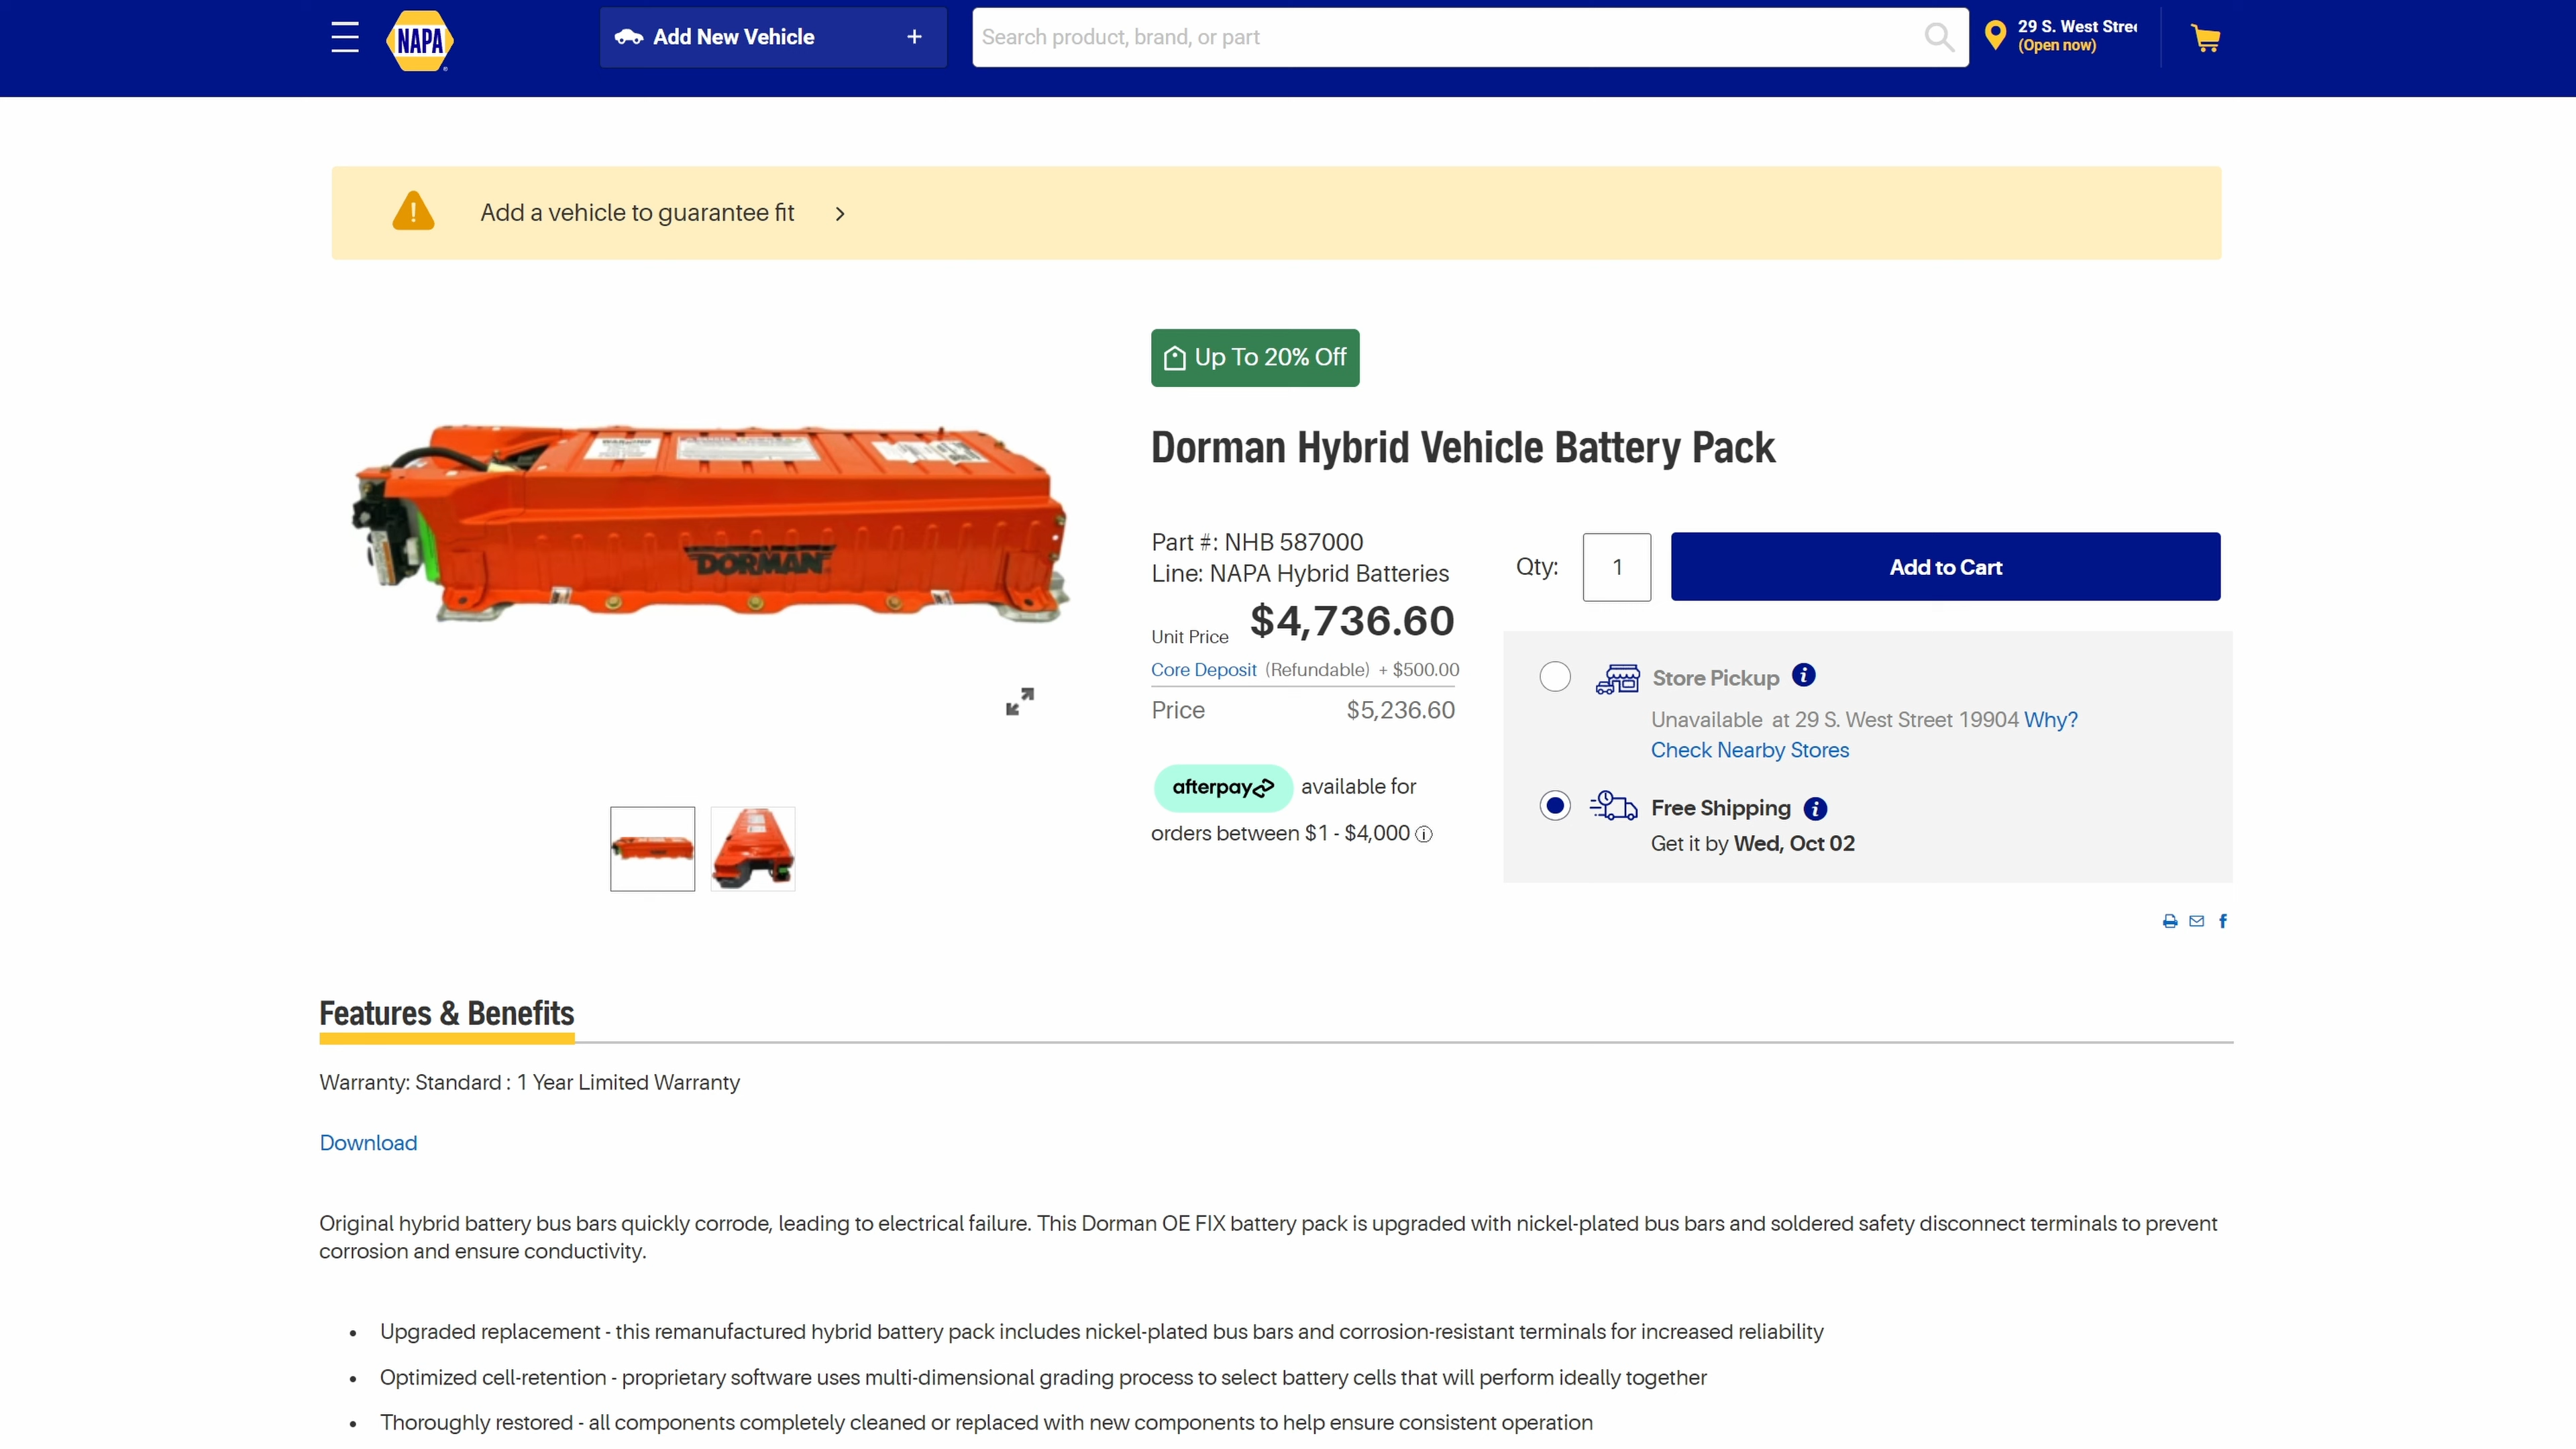 NAPA
Add New Vehicle +
Search product, brand, or part
29 S. West Stree
(Open now)
Add a vehicle to guarantee fit
Up To 20% Off
DORMAN
Dorman Hybrid Vehicle Battery Pack
Part #: NHB 587000
Line: NAPA Hybrid Batteries
Unit Price $4,736.60
Core Deposit (Refundable) + $500.00
Price $5,236.60
afterpay available for
orders between $1 - $4,000
Qty: 1 Add to Cart
Store Pickup
Unavailable at 29 S. West Street 19904 Why?
Check Nearby Stores
Free Shipping
Get it by Wed, Oct 02
Features & Benefits
Warranty: Standard : 1 Year Limited Warranty
Download
Original hybrid battery bus bars quickly corrode, leading to electrical failure. This Dorman OE FIX battery pack is upgraded with nickel-plated bus bars and soldered safety disconnect terminals to prevent
corrosion and ensure conductivity.
• Upgraded replacement - this remanufactured hybrid battery pack includes nickel-plated bus bars and corrosion-resistant terminals for increased reliability
• Optimized cell-retention - proprietary software uses multi-dimensional grading process to select battery cells that will perform ideally together
• Thoroughly restored - all components completely cleaned or replaced with new components to help ensure consistent operation